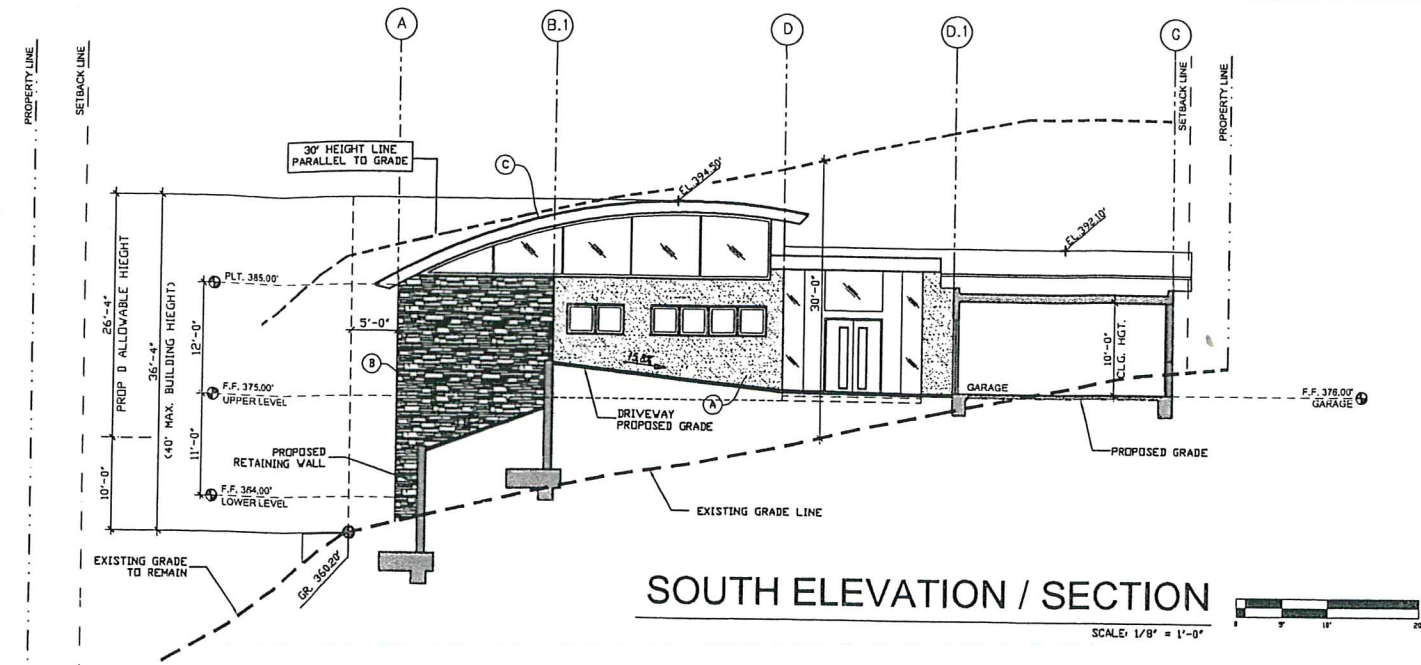 A
B.1
D
D.1
G
PROPERTY LINE
SETBACK LINE
SETBACK LINE
PROPERTY LINE
30' HEIGHT LINE
PARALLEL TO GRADE
C
EL.394.50'
EL.392.10'
PROP D ALLOWABLE HIEGHT
26'-4"
36'-4"
(40' MAX. BUILDING HIEGHT)
PLT. 385.00'
12'-0"
5'-0"
30'-0"
10'-0"
CLG. HGT.
B
F.F. 375.00'
UPPER LEVEL
A
DRIVEWAY
PROPOSED GRADE
GARAGE
F.F. 376.00'
GARAGE
11'-0"
PROPOSED
RETAINING WALL
PROPOSED GRADE
10'-0"
F.F. 364.00'
LOWER LEVEL
EXISTING GRADE LINE
EXISTING GRADE
TO REMAIN
GR. 360.20'
SOUTH ELEVATION / SECTION
SCALE: 1/8" = 1'-0"
0 5' 10' 20